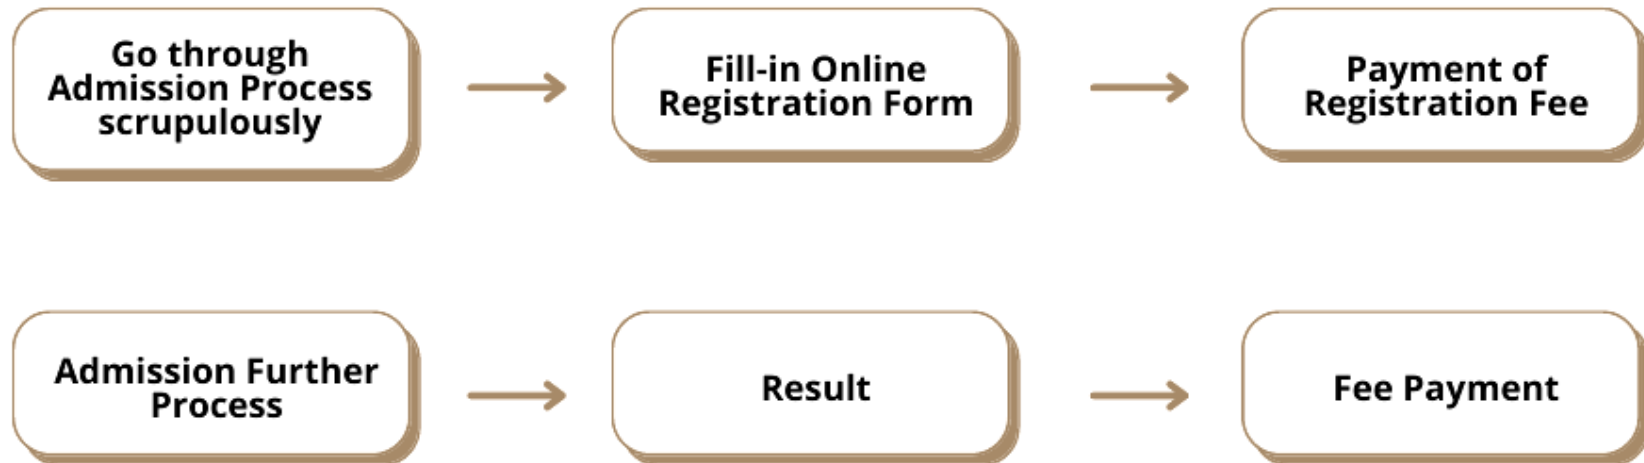 Go through
Admission Process
scrupulously
Fill-in Online
Registration Form
Payment of
Registration Fee
Admission Further
Process
Result
Fee Payment